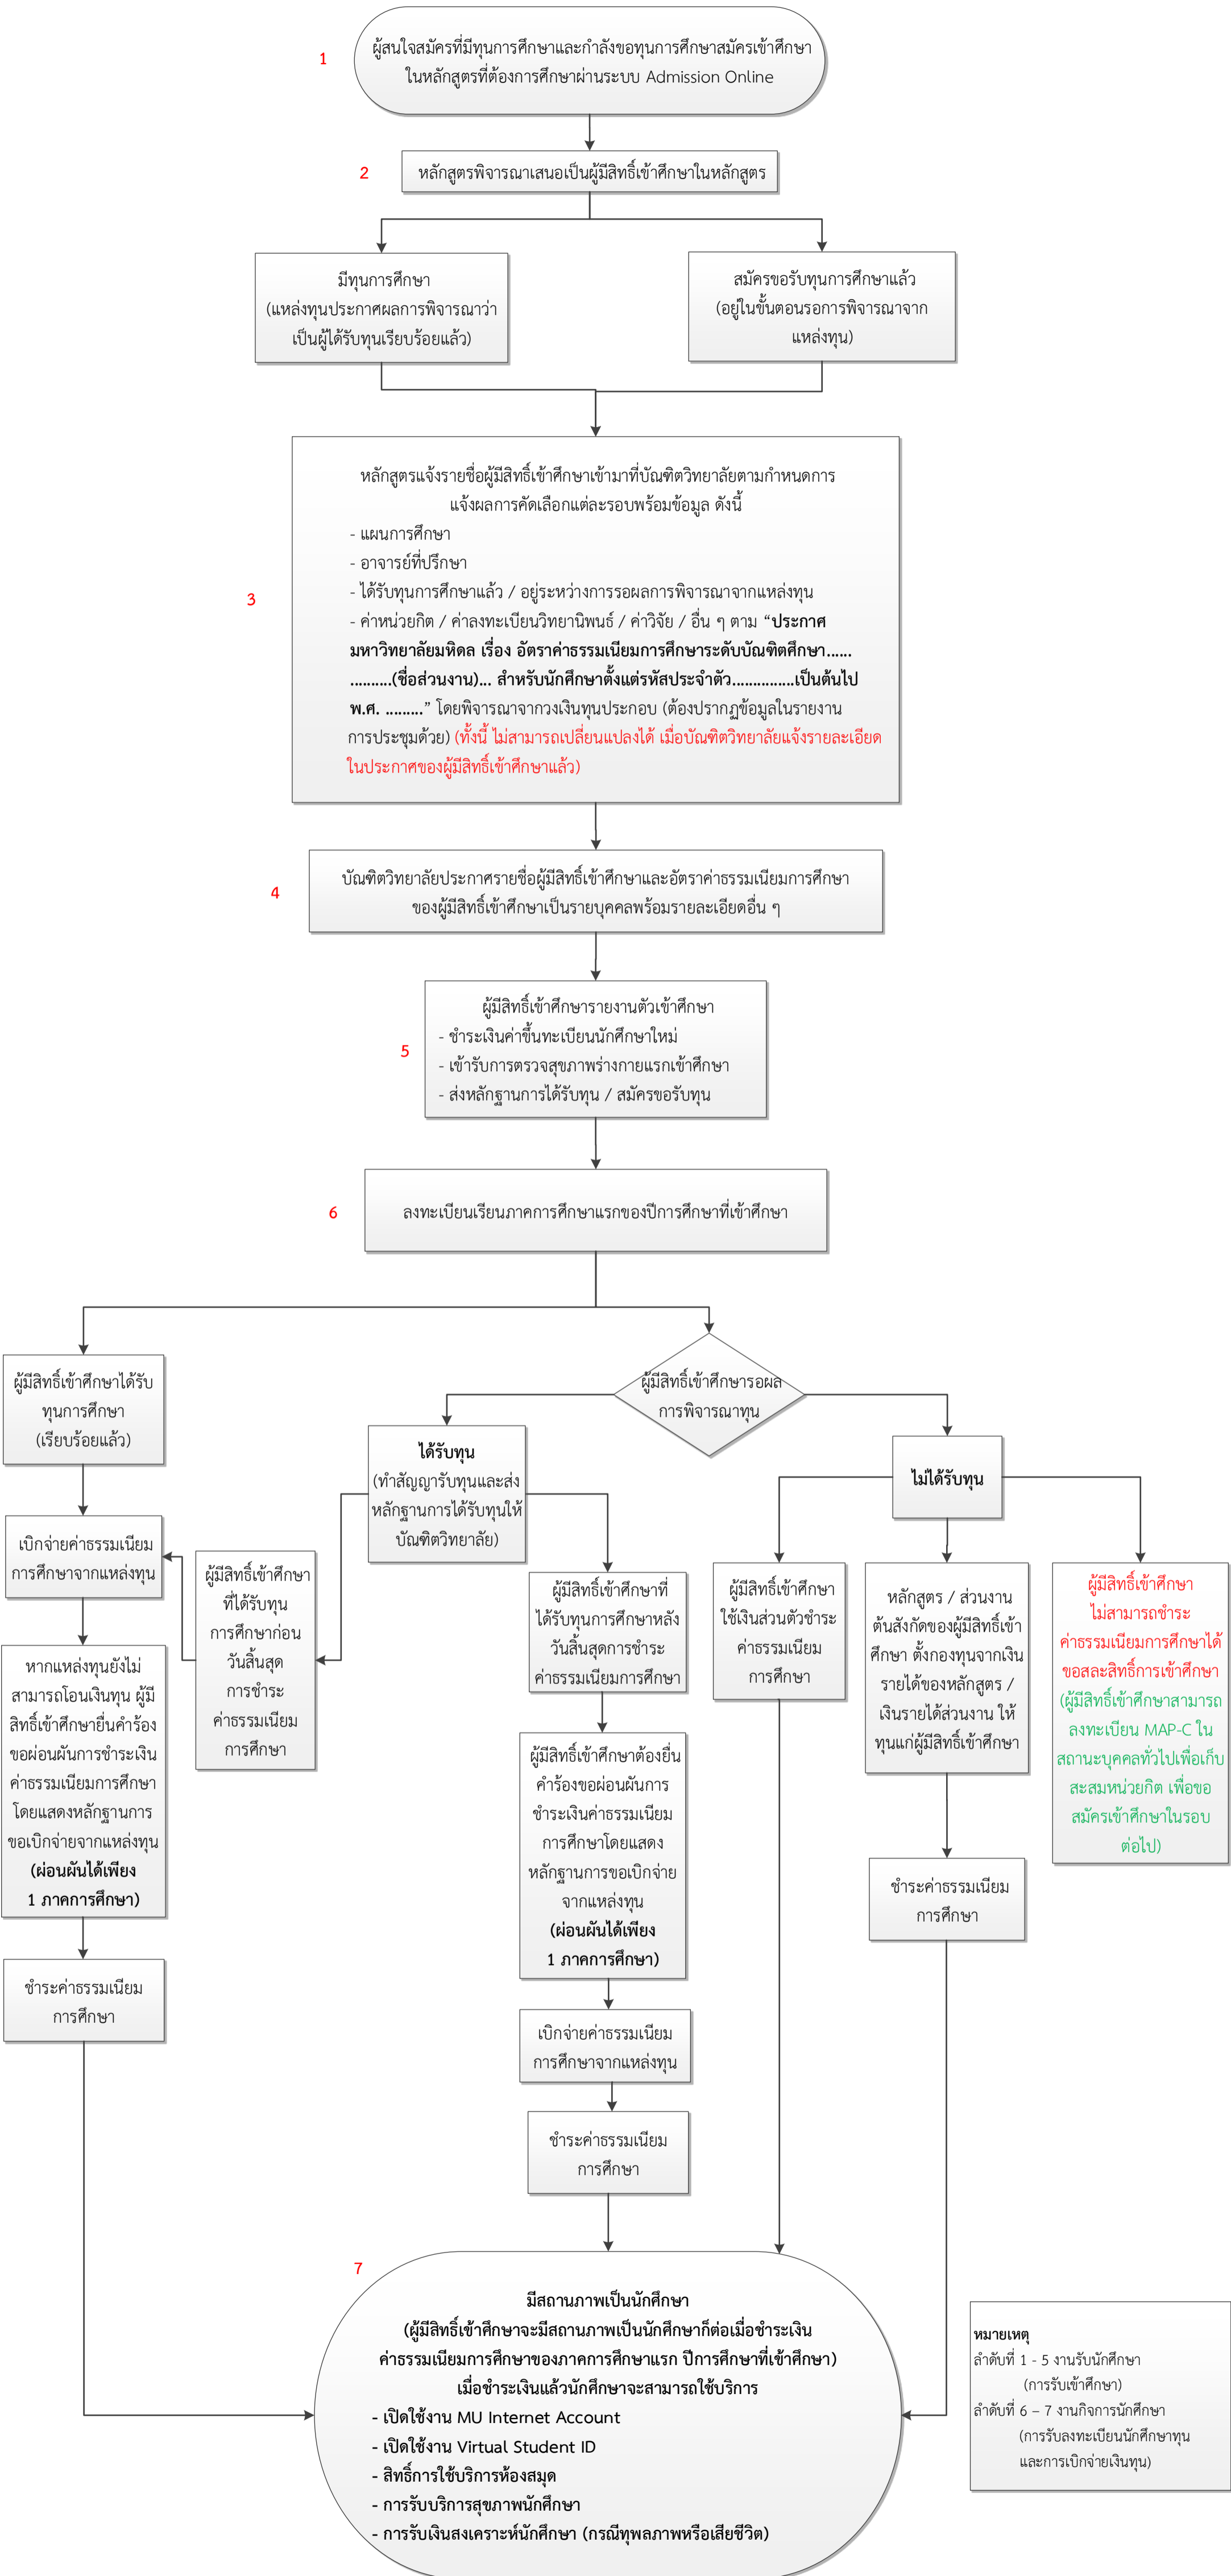 1
ผู้สนใจสมัครที่มีทุนการศึกษาและกำลังขอทุนการศึกษาสมัครเข้าศึกษา
ในหลักสูตรที่ต้องการศึกษาผ่านระบบ Admission Online
2
หลักสูตรพิจารณาเสนอเป็นผู้มีสิทธิ์เข้าศึกษาในหลักสูตร
มีทุนการศึกษา
(แหล่งทุนประกาศผลการพิจารณาว่า
เป็นผู้ได้รับทุนเรียบร้อยแล้ว)
สมัครขอรับทุนการศึกษาแล้ว
(อยู่ในขั้นตอนรอการพิจารณาจาก
แหล่งทุน)
3
หลักสูตรแจ้งรายชื่อผู้มีสิทธิ์เข้าศึกษาเข้ามาที่บัณฑิตวิทยาลัยตามกำหนดการ
แจ้งผลการคัดเลือกแต่ละรอบพร้อมข้อมูล ดังนี้
- แผนการศึกษา
- อาจารย์ที่ปรึกษา
- ได้รับทุนการศึกษาแล้ว / อยู่ระหว่างการรอผลการพิจารณาจากแหล่งทุน
- ค่าหน่วยกิต / ค่าลงทะเบียนวิทยานิพนธ์ / ค่าวิจัย / อื่น ๆ ตาม “ประกาศ
มหาวิทยาลัยมหิดล เรื่อง อัตราค่าธรรมเนียมการศึกษาระดับบัณฑิตศึกษา......
..........(ชื่อส่วนงาน)... สำหรับนักศึกษาตั้งแต่รหัสประจำตัว...............เป็นต้นไป
พ.ศ. .........” โดยพิจารณาจากวงเงินทุนประกอบ (ต้องปรากฏข้อมูลในรายงาน
การประชุมด้วย) (ทั้งนี้ ไม่สามารถเปลี่ยนแปลงได้ เมื่อบัณฑิตวิทยาลัยแจ้งรายละเอียด
ในประกาศของผู้มีสิทธิ์เข้าศึกษาแล้ว)
4
บัณฑิตวิทยาลัยประกาศรายชื่อผู้มีสิทธิ์เข้าศึกษาและอัตราค่าธรรมเนียมการศึกษา
ของผู้มีสิทธิ์เข้าศึกษาเป็นรายบุคคลพร้อมรายละเอียดอื่น ๆ
5
ผู้มีสิทธิ์เข้าศึกษารายงานตัวเข้าศึกษา
- ชำระเงินค่าขึ้นทะเบียนนักศึกษาใหม่
- เข้ารับการตรวจสุขภาพร่างกายแรกเข้าศึกษา
- ส่งหลักฐานการได้รับทุน / สมัครขอรับทุน
6
ลงทะเบียนเรียนภาคการศึกษาแรกของปีการศึกษาที่เข้าศึกษา
ผู้มีสิทธิ์เข้าศึกษาได้รับ
ทุนการศึกษา
(เรียบร้อยแล้ว)
เบิกจ่ายค่าธรรมเนียม
การศึกษาจากแหล่งทุน
หากแหล่งทุนยังไม่
สามารถโอนเงินทุน ผู้มี
สิทธิ์เข้าศึกษายื่นคำร้อง
ขอผ่อนผันการชำระเงิน
ค่าธรรมเนียมการศึกษา
โดยแสดงหลักฐานการ
ขอเบิกจ่ายจากแหล่งทุน
(ผ่อนผันได้เพียง
1 ภาคการศึกษา)
ชำระค่าธรรมเนียม
การศึกษา
ผู้มีสิทธิ์เข้าศึกษารอผล
การพิจารณาทุน
ได้รับทุน
(ทำสัญญารับทุนและส่ง
หลักฐานการได้รับทุนให้
บัณฑิตวิทยาลัย)
ผู้มีสิทธิ์เข้าศึกษา
ที่ได้รับทุน
การศึกษาก่อน
วันสิ้นสุด
การชำระ
ค่าธรรมเนียม
การศึกษา
ผู้มีสิทธิ์เข้าศึกษาที่
ได้รับทุนการศึกษาหลัง
วันสิ้นสุดการชำระ
ค่าธรรมเนียมการศึกษา
ผู้มีสิทธิ์เข้าศึกษาต้องยื่น
คำร้องขอผ่อนผันการ
ชำระเงินค่าธรรมเนียม
การศึกษาโดยแสดง
หลักฐานการขอเบิกจ่าย
จากแหล่งทุน
(ผ่อนผันได้เพียง
1 ภาคการศึกษา)
เบิกจ่ายค่าธรรมเนียม
การศึกษาจากแหล่งทุน
ชำระค่าธรรมเนียม
การศึกษา
ไม่ได้รับทุน
ผู้มีสิทธิ์เข้าศึกษา
ใช้เงินส่วนตัวชำระ
ค่าธรรมเนียม
การศึกษา
หลักสูตร / ส่วนงาน
ต้นสังกัดของผู้มีสิทธิ์เข้า
ศึกษา ตั้งกองทุนจากเงิน
รายได้ของหลักสูตร /
เงินรายได้ส่วนงาน ให้
ทุนแก่ผู้มีสิทธิ์เข้าศึกษา
ชำระค่าธรรมเนียม
การศึกษา
ผู้มีสิทธิ์เข้าศึกษา
ไม่สามารถชำระ
ค่าธรรมเนียมการศึกษาได้
ขอสละสิทธิ์การเข้าศึกษา
(ผู้มีสิทธิ์เข้าศึกษาสามารถ
ลงทะเบียน MAP-C ใน
สถานะบุคคลทั่วไปเพื่อเก็บ
สะสมหน่วยกิต เพื่อขอ
สมัครเข้าศึกษาในรอบ
ต่อไป)
7
มีสถานภาพเป็นนักศึกษา
(ผู้มีสิทธิ์เข้าศึกษาจะมีสถานภาพเป็นนักศึกษาก็ต่อเมื่อชำระเงิน
ค่าธรรมเนียมการศึกษาของภาคการศึกษาแรก ปีการศึกษาที่เข้าศึกษา)
เมื่อชำระเงินแล้วนักศึกษาจะสามารถใช้บริการ
- เปิดใช้งาน MU Internet Account
- เปิดใช้งาน Virtual Student ID
- สิทธิ์การใช้บริการห้องสมุด
- การรับบริการสุขภาพนักศึกษา
- การรับเงินสงเคราะห์นักศึกษา (กรณีทุพลภาพหรือเสียชีวิต)
หมายเหตุ
ลำดับที่ 1 - 5 งานรับนักศึกษา
(การรับเข้าศึกษา)
ลำดับที่ 6 – 7 งานกิจการนักศึกษา
(การรับลงทะเบียนนักศึกษาทุน
และการเบิกจ่ายเงินทุน)